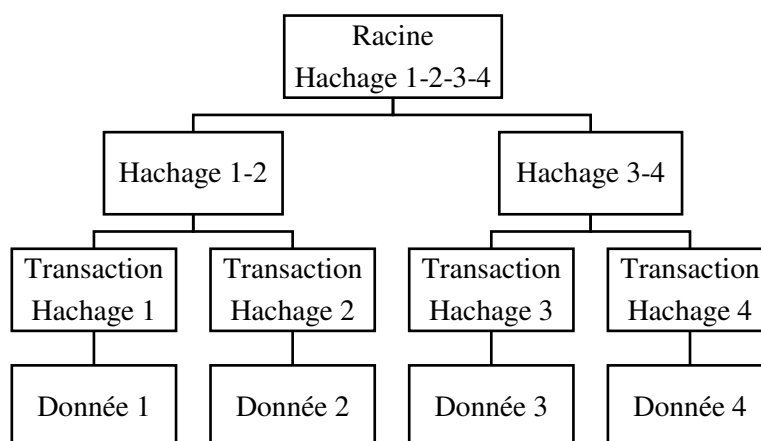 Racine
Hachage 1-2-3-4
Hachage 1-2
Hachage 3-4
Transaction
Hachage 1
Transaction
Hachage 2
Transaction
Hachage 3
Transaction
Hachage 4
Donnée 1
Donnée 2
Donnée 3
Donnée 4